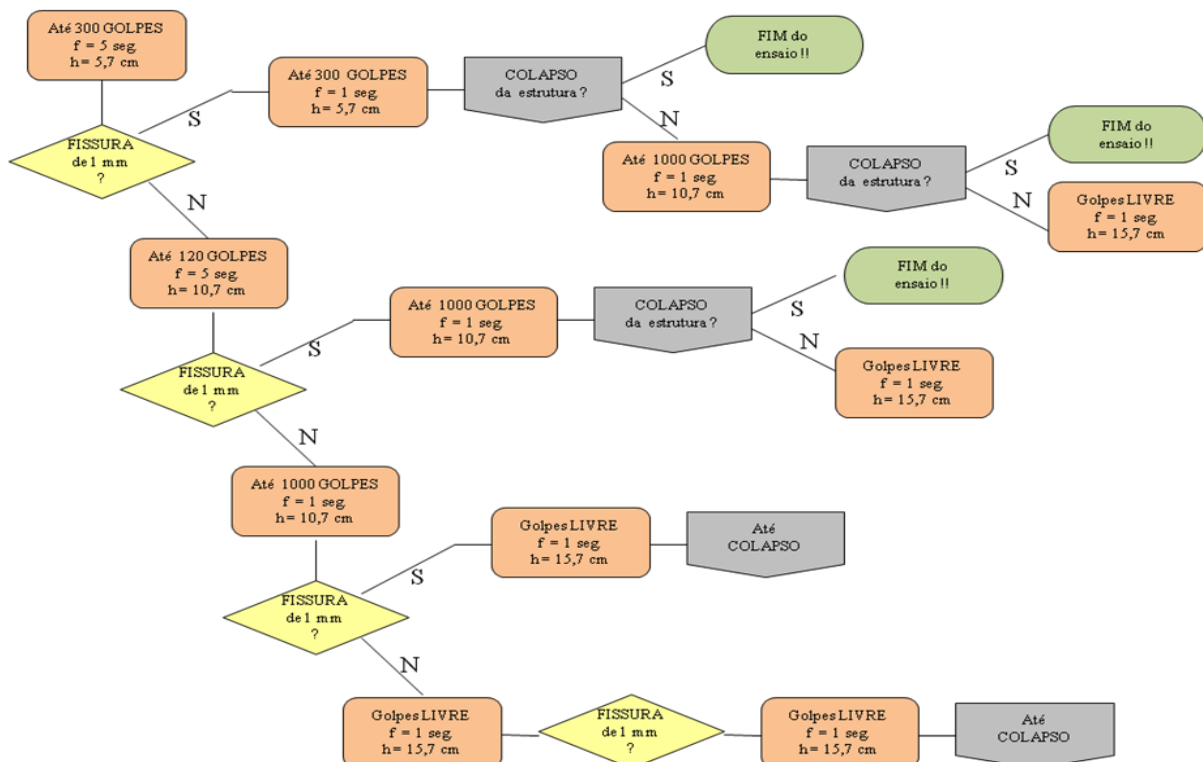 Até 300 GOLPES
f = 5 seg.
h= 5,7 cm
FISSURA
de 1 mm
?
S
Até 300 GOLPES
f = 1 seg.
h= 5,7 cm
COLAPSO
da estrutura?
S
FIM do
ensaio!!
N
Até 1000 GOLPES
f = 1 seg.
h= 10,7 cm
COLAPSO
da estrutura?
S
FIM do
ensaio!!
N
Golpes LIVRE
f = 1 seg.
h= 15,7 cm
N
Até 120 GOLPES
f = 5 seg.
h= 10,7 cm
FISSURA
de 1 mm
?
S
Até 1000 GOLPES
f = 1 seg.
h= 10,7 cm
COLAPSO
da estrutura?
S
FIM do
ensaio!!
N
Golpes LIVRE
f = 1 seg.
h= 15,7 cm
N
Até 1000 GOLPES
f = 1 seg.
h= 10,7 cm
FISSURA
de 1 mm
?
S
Golpes LIVRE
f = 1 seg.
h= 15,7 cm
Até
COLAPSO
N
Golpes LIVRE
f = 1 seg.
h= 15,7 cm
FISSURA
de 1 mm
?
Golpes LIVRE
f = 1 seg.
h= 15,7 cm
Até
COLAPSO